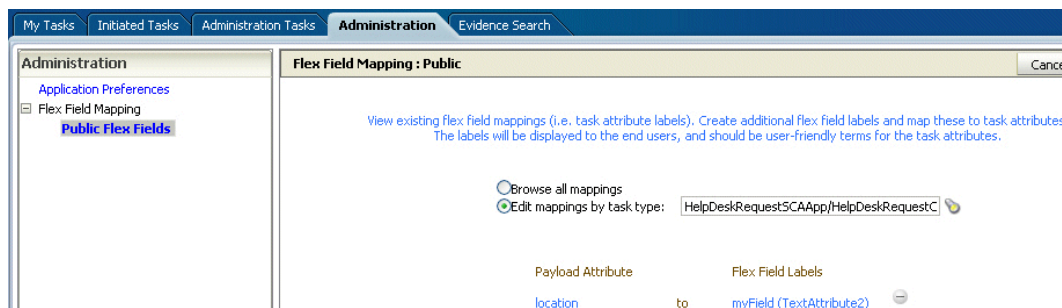 My Tasks Initiated Tasks Administration Tasks Administration Evidence Search
Administration
Application Preferences
Flex Field Mapping
Public Flex Fields
Flex Field Mapping : Public
Cance
View existing flex field mappings (i.e. task attribute labels). Create additional flex field labels and map these to task attributes
The labels will be displayed to the end users, and should be user-friendly terms for the task attributes.
Browse all mappings
Edit mappings by task type: HelpDeskRequestSCAApp/HelpDeskRequestC
Payload Attribute Flex Field Labels
location to myField (TextAttribute2)